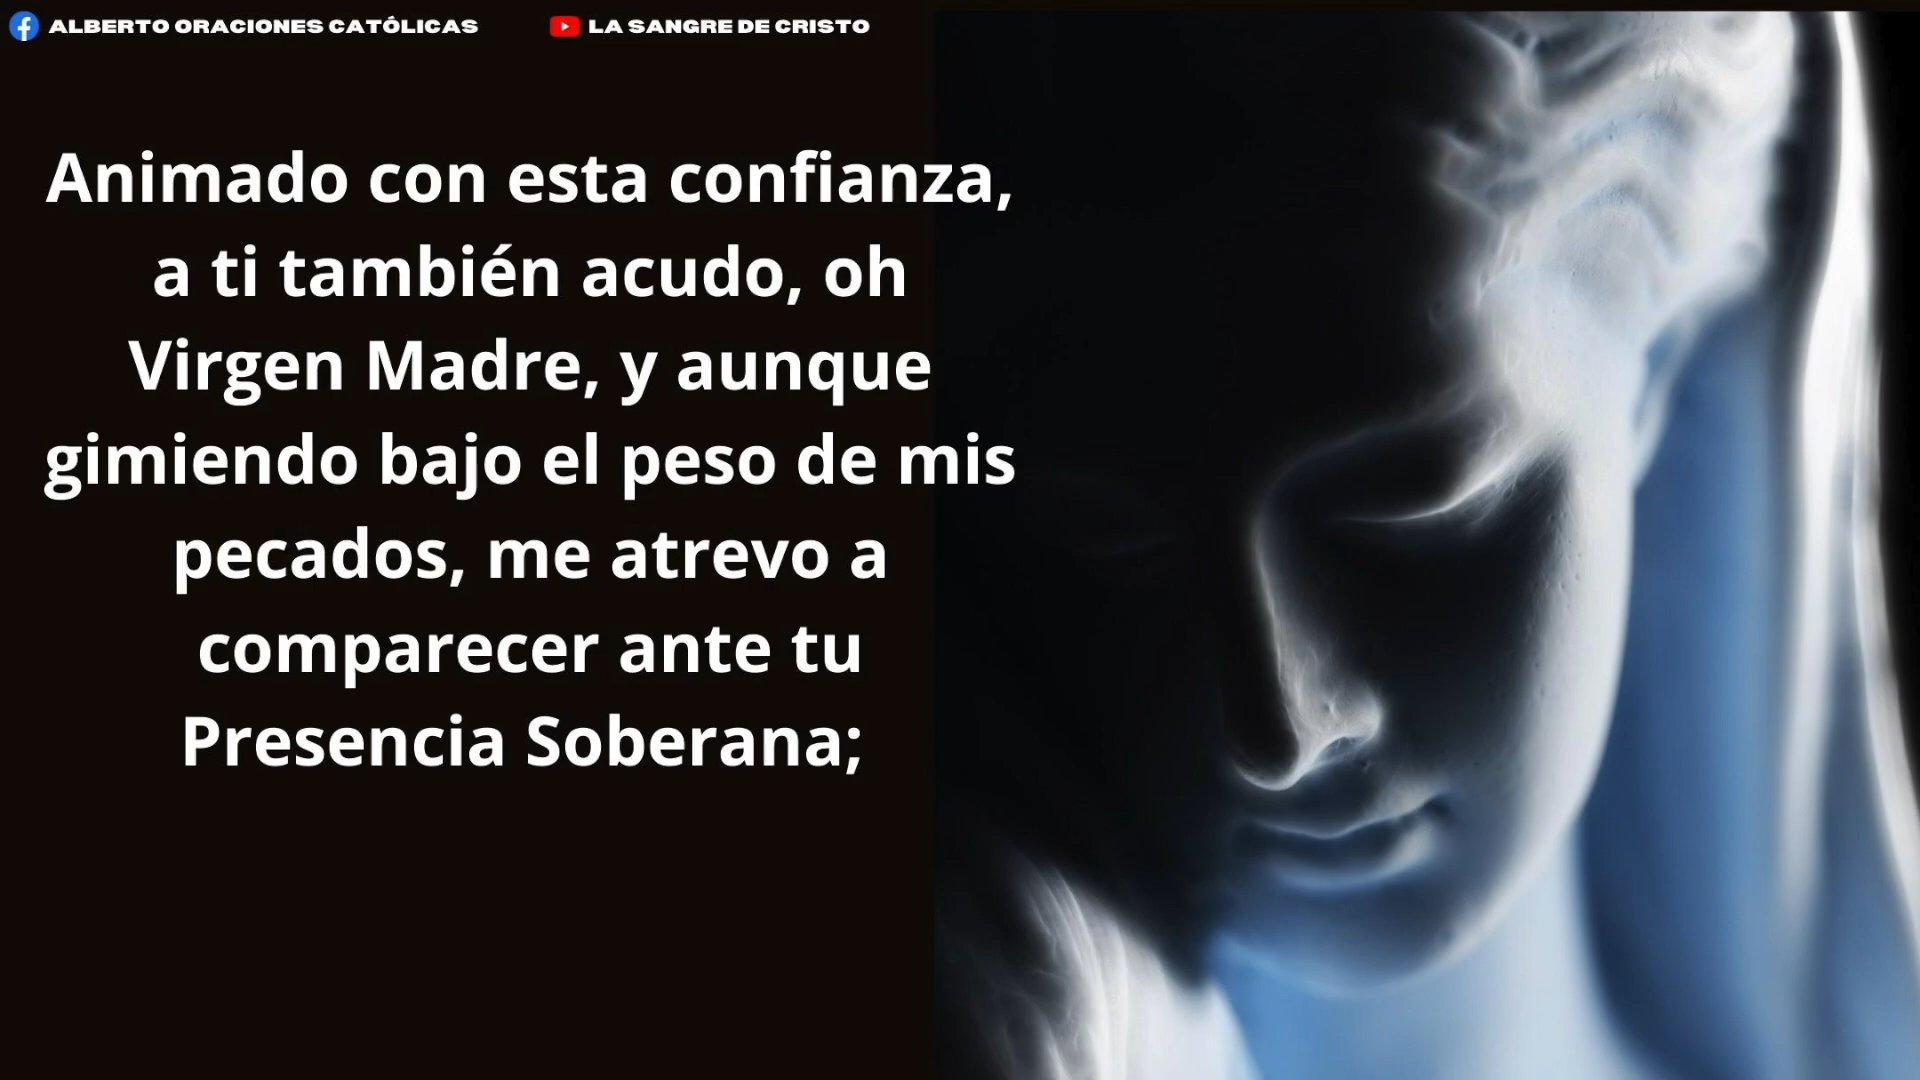 ALBERTO ORACIONES CATÓLICAS
LA SANGRE DE CRISTO
Animado con esta confianza,
a ti también acudo, oh
Virgen Madre, y aunque
gimiendo bajo el peso de mis
pecados, me atrevo a
comparecer ante tu
Presencia Soberana;